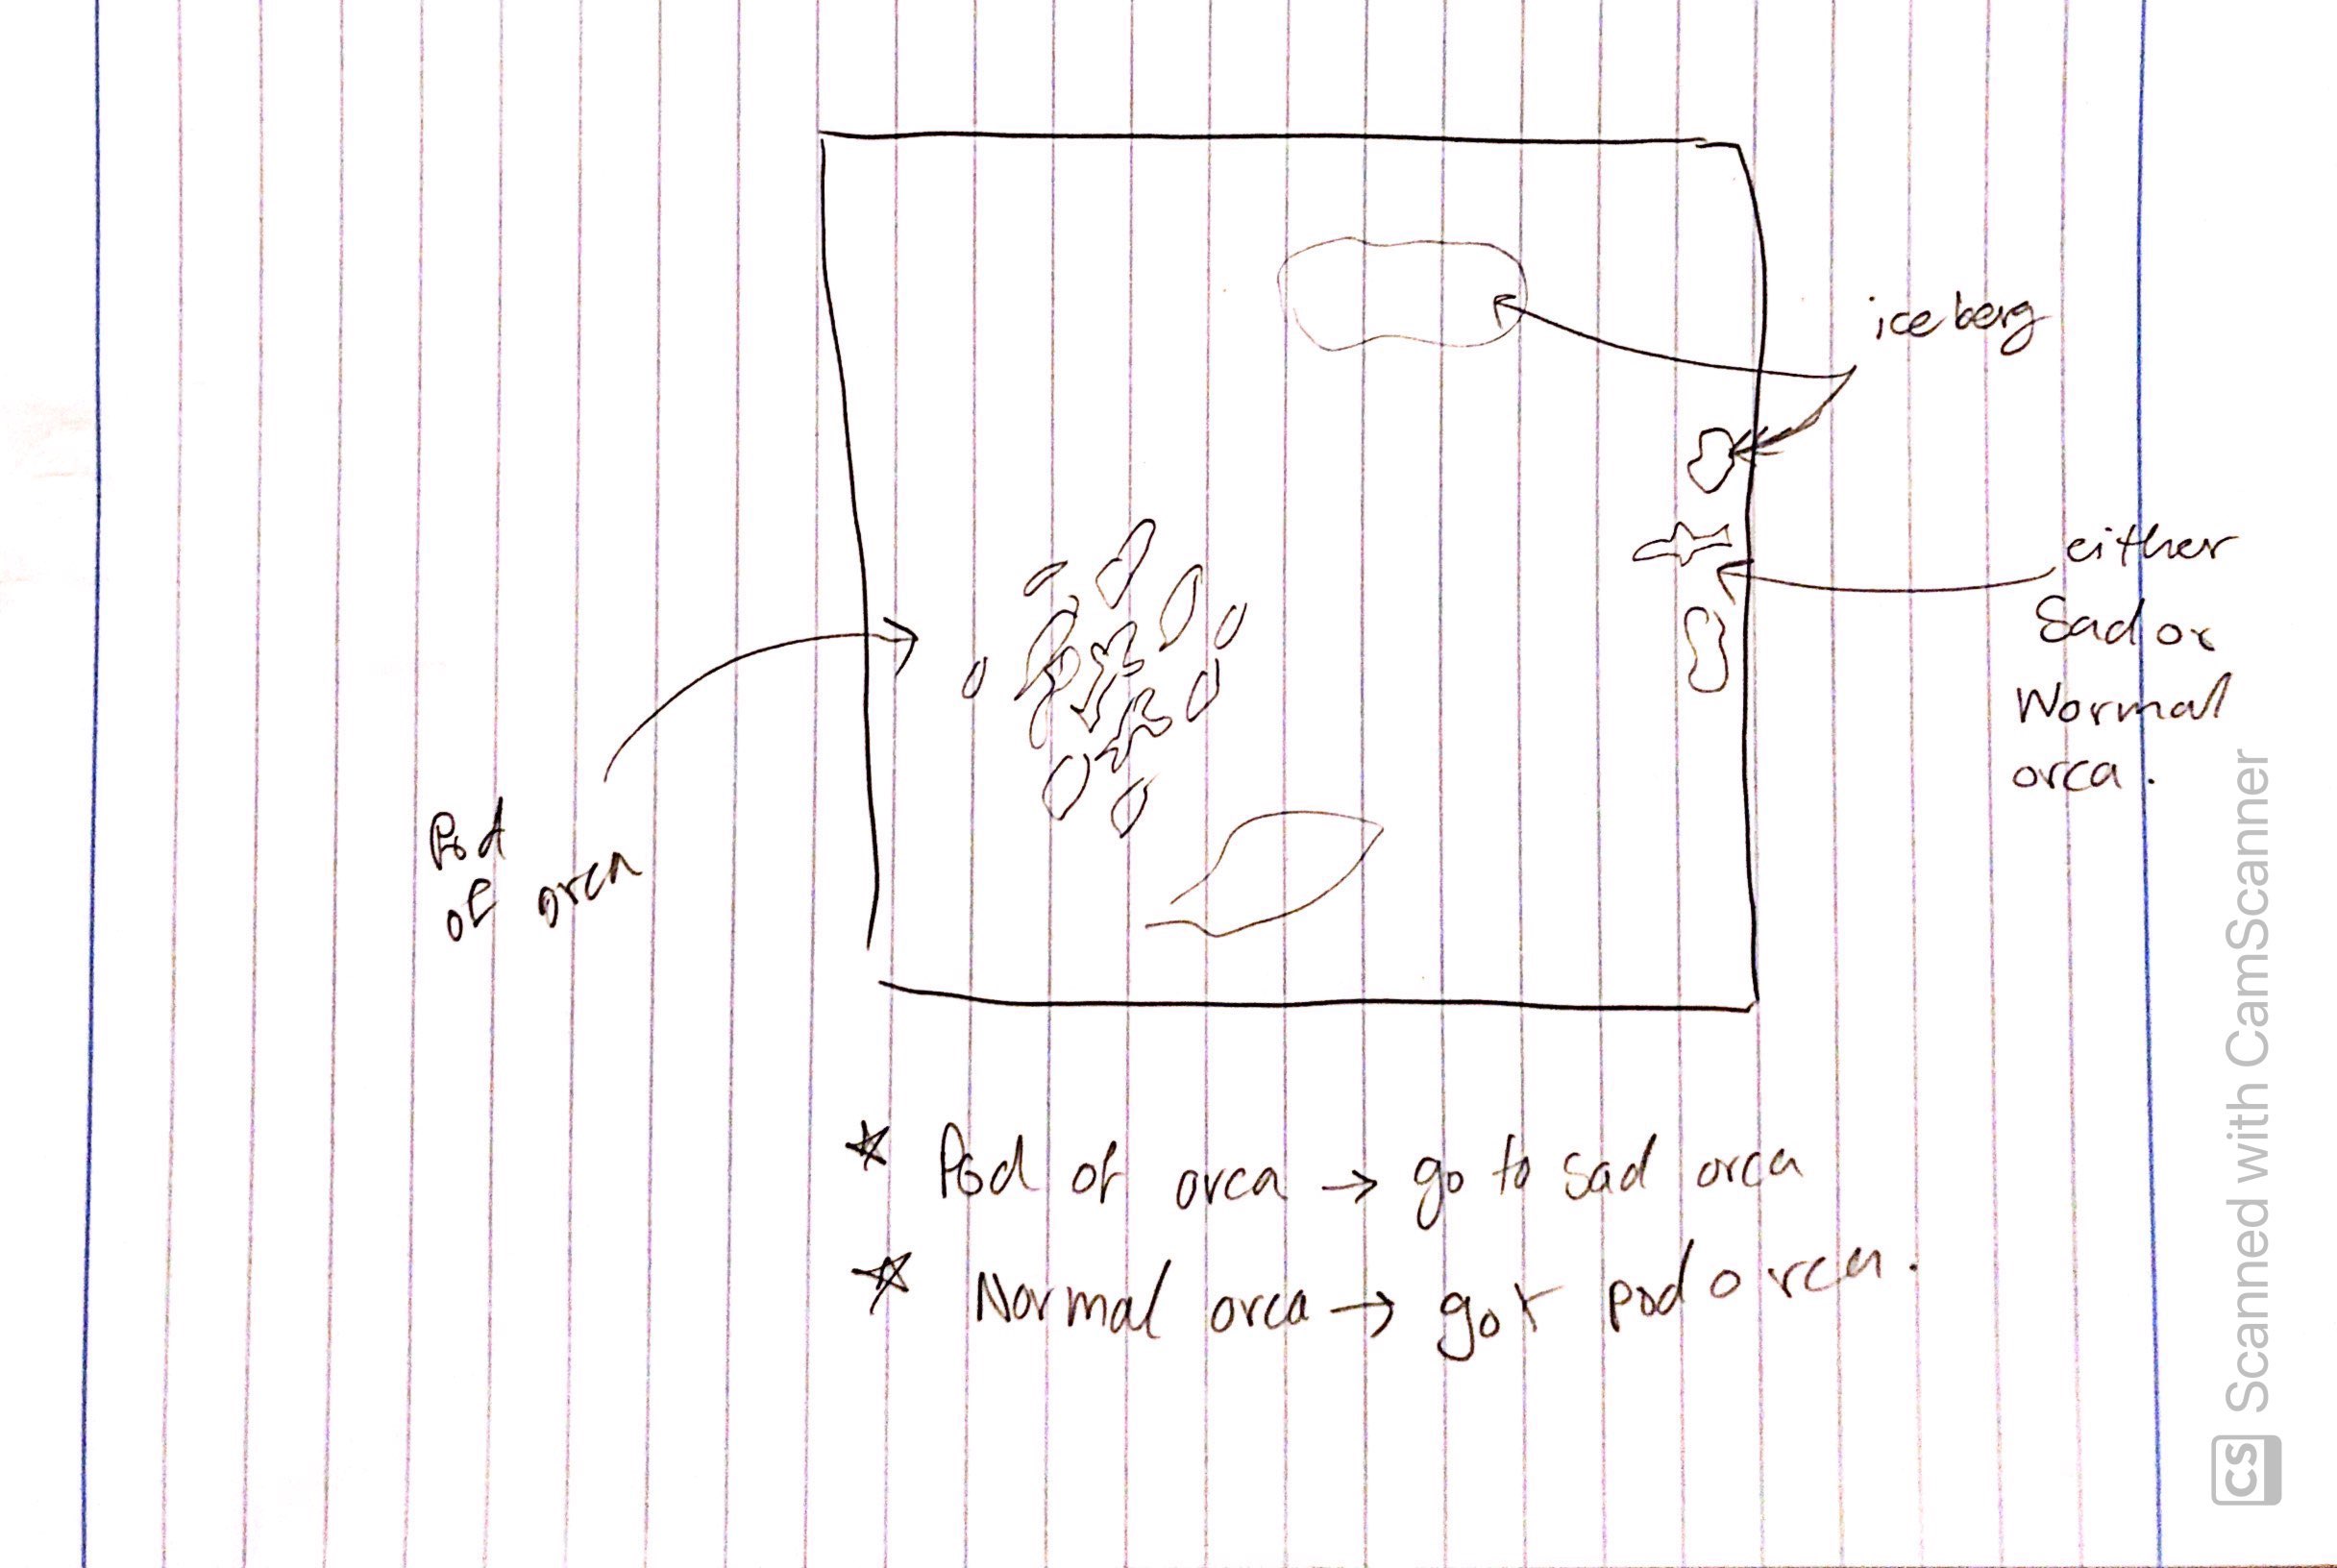 iceberg
either
Sad or
Normal
orca.
Pod
of orca
* Pod of orca → go to sad orca
* Normal orca → got pod orca.
CS Scanned with CamScanner